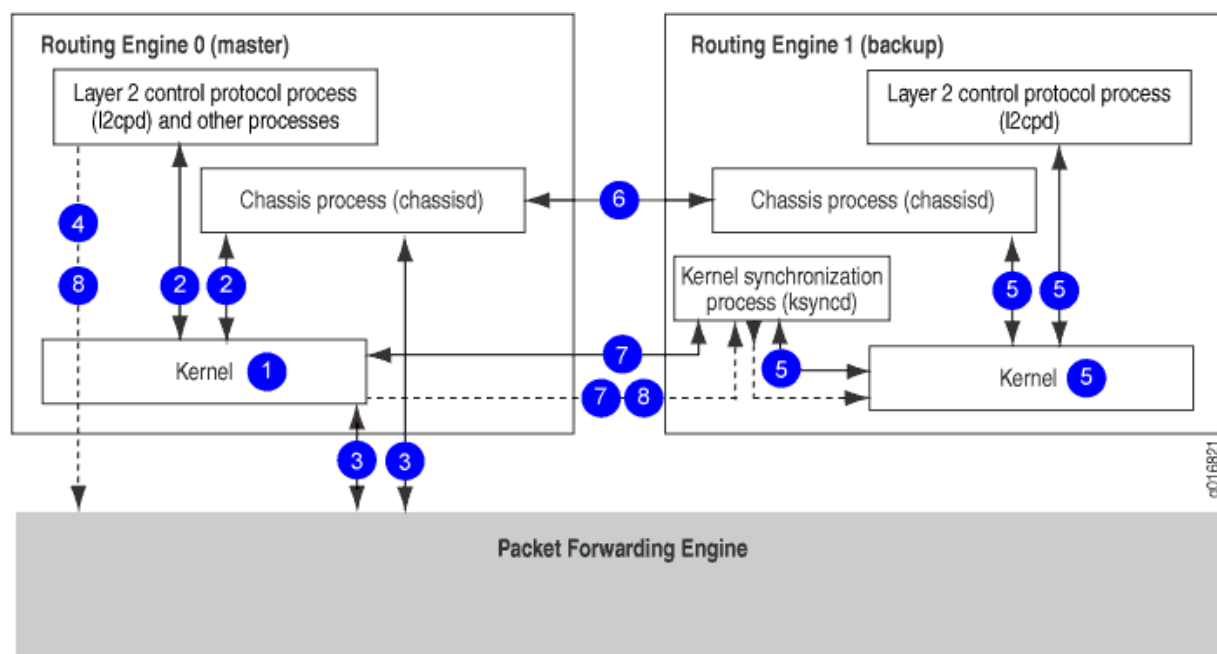 Routing Engine 0 (master)
Layer 2 control protocol process
(l2cpd) and other processes
Chassis process (chassisd)
4
8
2
2
Kernel 1
3
3
6
7
7 8
Routing Engine 1 (backup)
Layer 2 control protocol process
(l2cpd)
Chassis process (chassisd)
Kernel synchronization
process (ksyncd)
5
5
5
Kernel 5
g016821
Packet Forwarding Engine